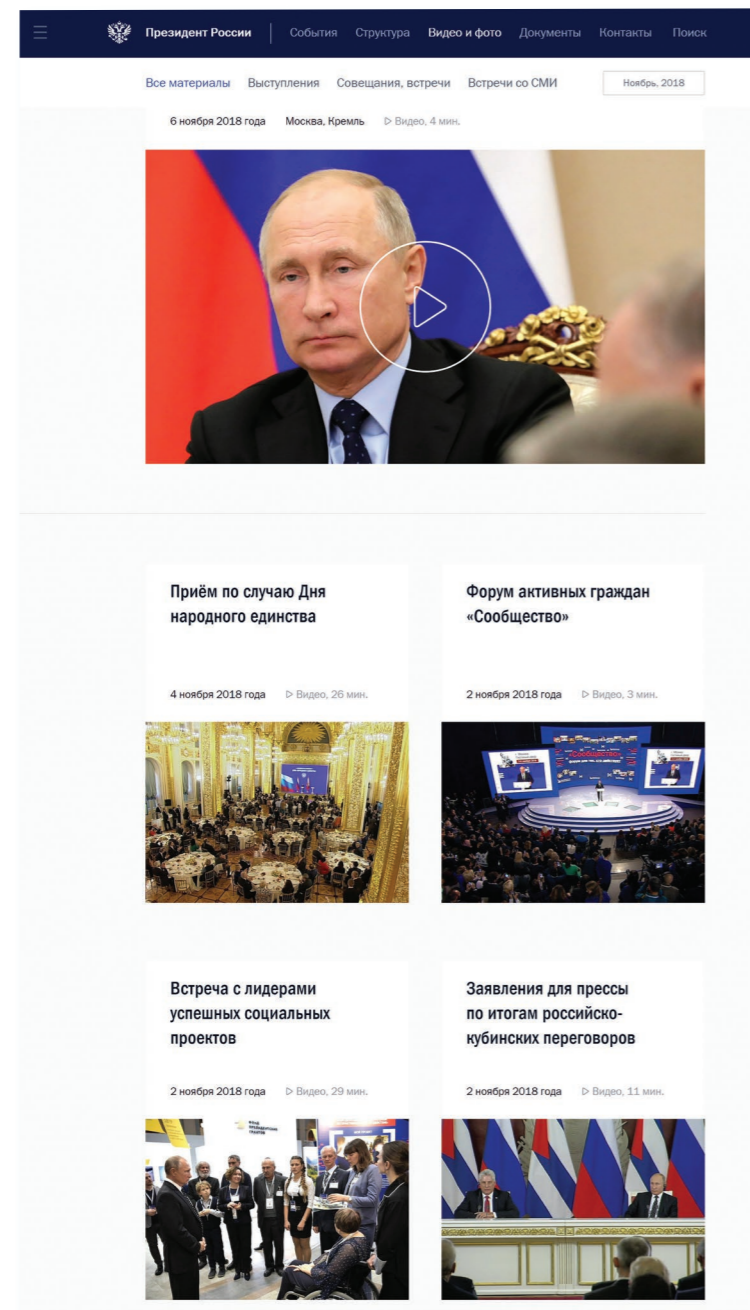 Президент России
События Структура Видео и фото Документы Контакты Поиск
Все материалы Выступления Совещания, встречи Встречи со СМИ
Ноябрь, 2018
6 ноября 2018 года Москва, Кремль Видео, 4 мин.
Приём по случаю Дня
народного единства
4 ноября 2018 года Видео, 26 мин.
Форум активных граждан
«Сообщество»
2 ноября 2018 года Видео, 3 мин.
«Сообщество»
Встреча с лидерами
успешных социальных
проектов
2 ноября 2018 года Видео, 29 мин.
Заявления для прессы
по итогам российско-
кубинских переговоров
2 ноября 2018 года Видео, 11 мин.